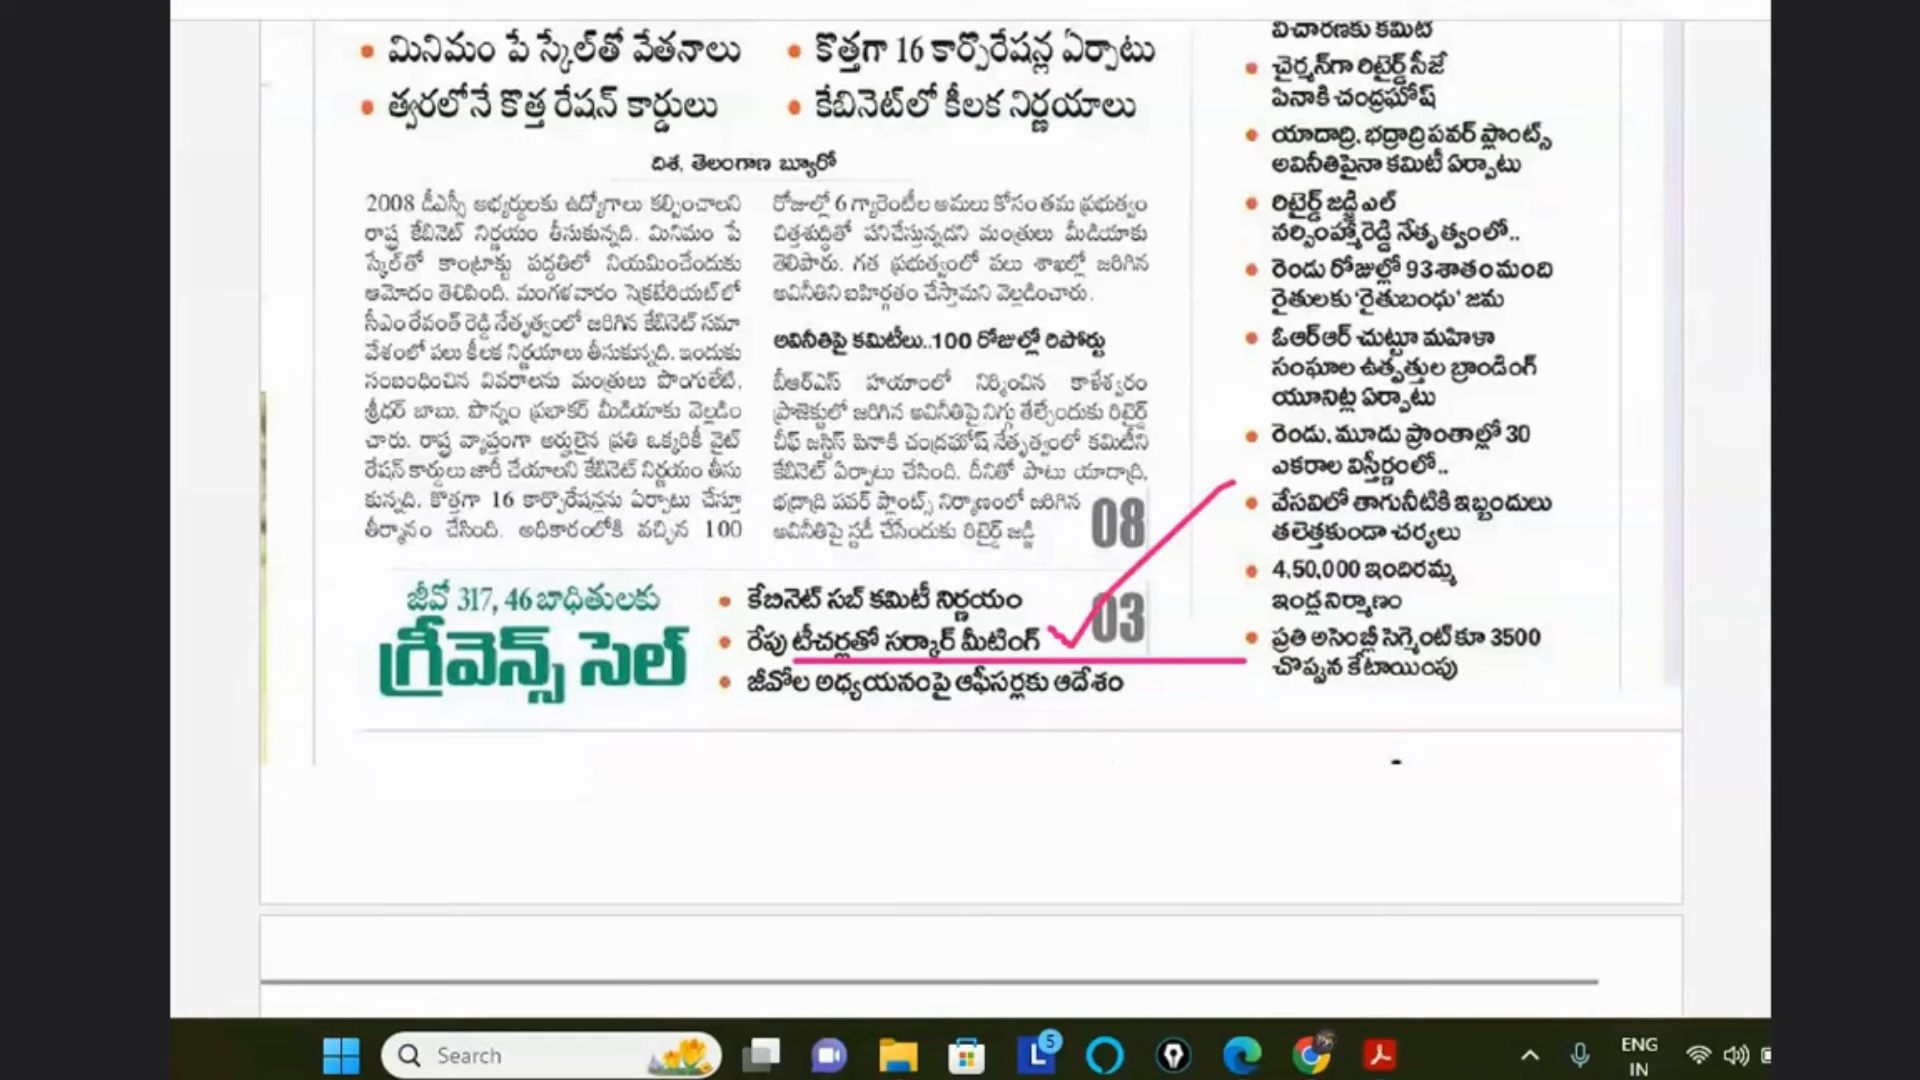 • మినిమం పే స్కేల్‌తో వేతనాలు
• త్వరలోనే కొత్త రేషన్ కార్డులు
• కొత్తగా 16 కార్పొరేషన్ల ఏర్పాటు
• కేబినెట్‌లో కీలక నిర్ణయాలు
దిశ, తెలంగాణ బ్యూరో
2008 డీఎస్సీ అభ్యర్థులకు ఉద్యోగాలు కల్పించాలని
రాష్ట్ర కేబినెట్ నిర్ణయం తీసుకున్నది. మినిమం పే
స్కేల్‌తో కాంట్రాక్టు పద్ధతిలో నియమించేందుకు
ఆమోదం తెలిపింది. మంగళవారం సెక్రటేరియట్‌లో
సీఎం రేవంత్ రెడ్డి నేతృత్వంలో జరిగిన కేబినెట్ సమా
వేశంలో పలు కీలక నిర్ణయాలు తీసుకున్నది. ఇందుకు
సంబంధించిన వివరాలను మంత్రులు పొంగులేటి,
శ్రీధర్ బాబు, పొన్నం ప్రభాకర్ మీడియాకు వెల్లడిం
చారు. రాష్ట్ర వ్యాప్తంగా అర్హులైన ప్రతి ఒక్కరికీ వైట్
రేషన్ కార్డులు జారీ చేయాలని కేబినెట్ నిర్ణయం తీసు
కున్నది. కొత్తగా 16 కార్పొరేషన్లను ఏర్పాటు చేస్తూ
తీర్మానం చేసింది. అధికారంలోకి వచ్చిన 100
రోజుల్లో 6 గ్యారెంటీల అమలు కోసం తమ ప్రభుత్వం
చిత్తశుద్ధితో పనిచేస్తున్నదని మంత్రులు మీడియాకు
తెలిపారు. గత ప్రభుత్వంలో పలు శాఖల్లో జరిగిన
అవినీతిని బహిర్గతం చేస్తామని వెల్లడించారు.
అవినీతిపై కమిటీలు..100 రోజుల్లో రిపోర్టు
బీఆర్ఎస్ హయాంలో నిర్మించిన కాళేశ్వరం
ప్రాజెక్టులో జరిగిన అవినీతిపై నిగ్గు తేల్చేందుకు రిటైర్డ్
చీఫ్ జస్టిస్ పినాకి చంద్రఘోష్ నేతృత్వంలో కమిటీని
కేబినెట్ ఏర్పాటు చేసింది. దీనితో పాటు యాదాద్రి,
భద్రాద్రి పవర్ ప్లాంట్స్ నిర్మాణంలో జరిగిన
అవినీతిపై స్టడీ చేసేందుకు రిటైర్డ్ జడ్జి
08
జీవో 317, 46 బాధితులకు
గ్రీవెన్స్ సెల్
• కేబినెట్ సబ్ కమిటీ నిర్ణయం
• రేపు టీచర్లతో సర్కార్ మీటింగ్
• జీవోల అధ్యయనంపై ఆఫీసర్లకు ఆదేశం
03
విచారణకు కమిటీ
• చైర్మన్‌గా రిటైర్డ్ సీజే
పినాకి చంద్రఘోష్
• యాదాద్రి, భద్రాద్రి పవర్ ప్లాంట్స్
అవినీతిపైనా కమిటీ ఏర్పాటు
• రిటైర్డ్ జడ్జి ఎల్
నర్సింహ్మారెడ్డి నేతృత్వంలో..
• రెండు రోజుల్లో 93 శాతం మంది
రైతులకు 'రైతుబంధు' జమ
• ఓఆర్ఆర్ చుట్టూ మహిళా
సంఘాల ఉత్పత్తుల బ్రాండింగ్
యూనిట్ల ఏర్పాటు
• రెండు, మూడు ప్రాంతాల్లో 30
ఎకరాల విస్తీర్ణంలో..
• వేసవిలో తాగునీటికి ఇబ్బందులు
తలెత్తకుండా చర్యలు
• 4,50,000 ఇందిరమ్మ
ఇండ్ల నిర్మాణం
• ప్రతి అసెంబ్లీ సెగ్మెంట్‌కూ 3500
చొప్పున కేటాయింపు
Search
5
ENG
IN